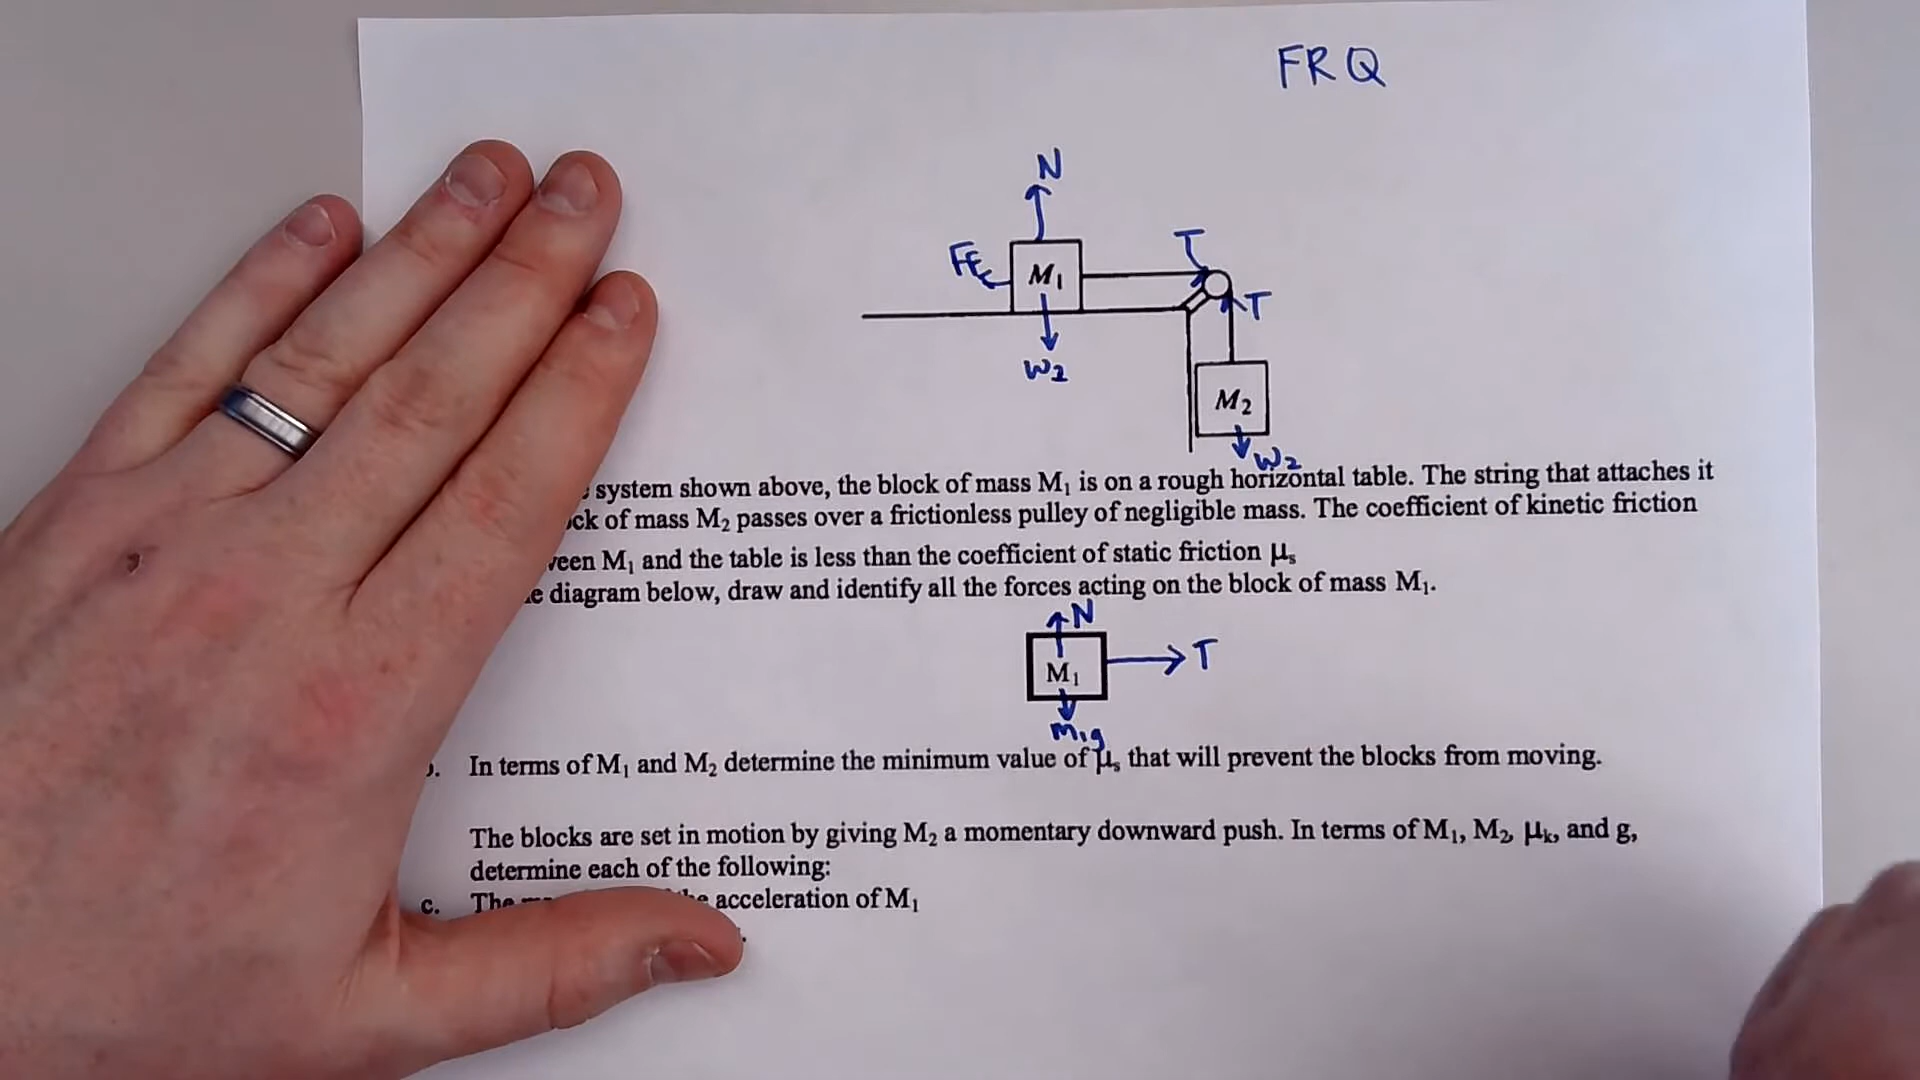 FRQ
N
T
M₁
T
W2
M₂
W2
system shown above, the block of mass M₁ is on a rough horizontal table. The string that attaches it
of mass M₂ passes over a frictionless pulley of negligible mass. The coefficient of kinetic friction
M₁ and the table is less than the coefficient of static friction μₛ
diagram below, draw and identify all the forces acting on the block of mass M₁.
N
M₁
T
M₁g
In terms of M₁ and M₂ determine the minimum value of μₛ that will prevent the blocks from moving.
The blocks are set in motion by giving M₂ a momentary downward push. In terms of M₁, M₂, μₖ, and g,
determine each of the following:
c. The acceleration of M₁